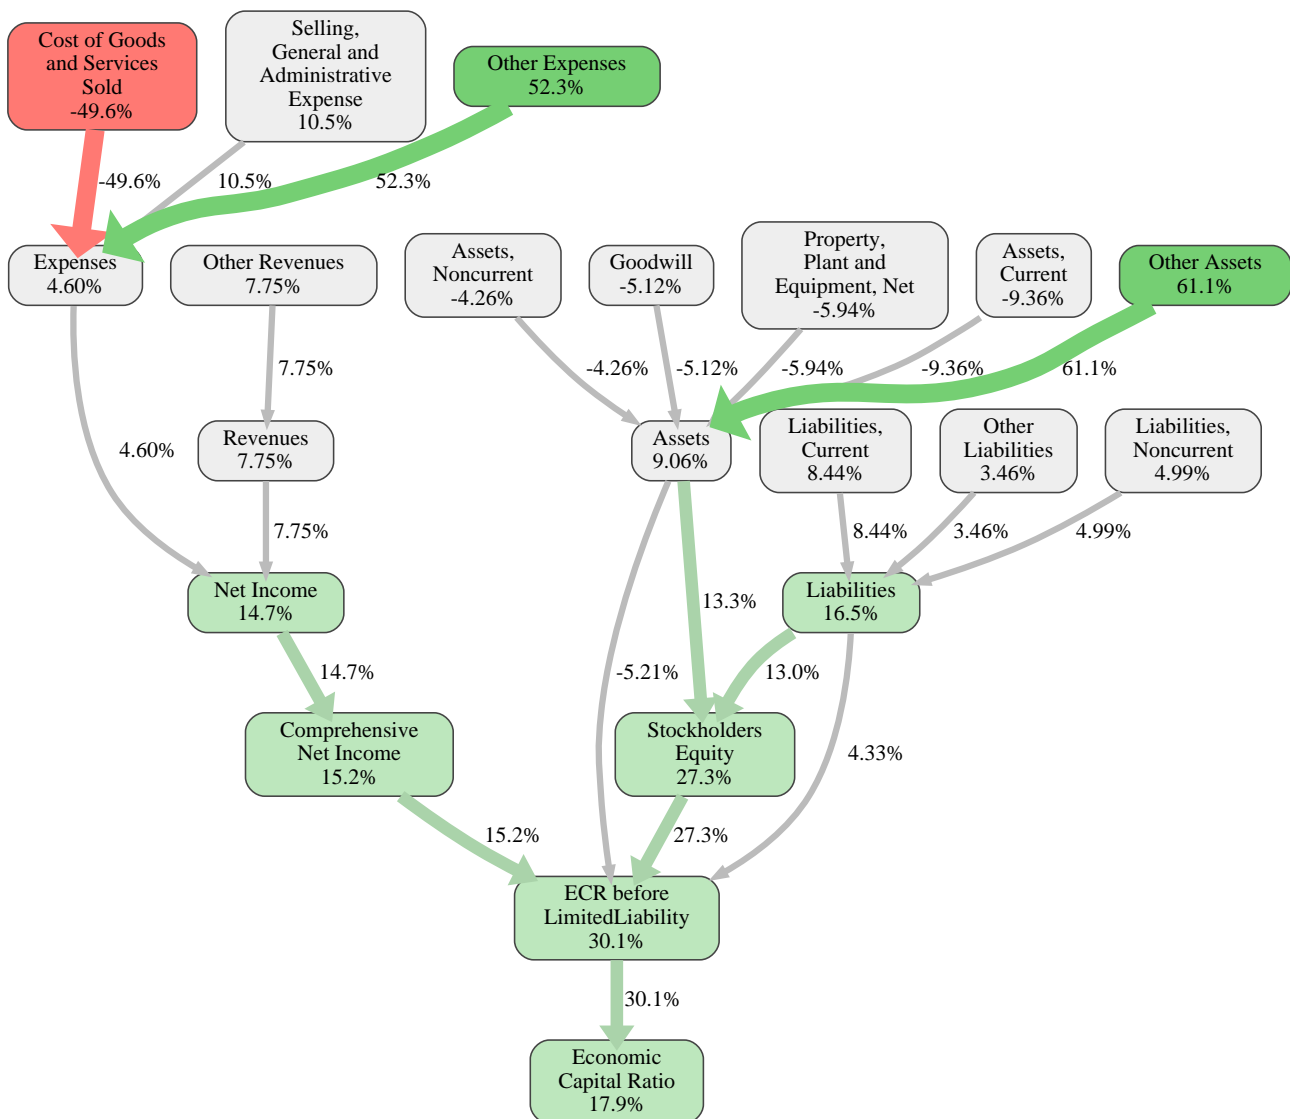 Cost of Goods
and Services
Sold
-49.6%
Selling,
General and
Administrative
Expense
10.5%
Other Expenses
52.3%
-49.6%
10.5%
52.3%
Expenses
4.60%
Other Revenues
7.75%
Assets,
Noncurrent
-4.26%
Goodwill
-5.12%
Property,
Plant and
Equipment, Net
-5.94%
Assets,
Current
-9.36%
Other Assets
61.1%
7.75%
-4.26%
-5.12%
-5.94%
-9.36%
61.1%
4.60%
Revenues
7.75%
Assets
9.06%
Liabilities,
Current
8.44%
Other
Liabilities
3.46%
Liabilities,
Noncurrent
4.99%
7.75%
8.44%
3.46%
4.99%
Net Income
14.7%
13.3%
Liabilities
16.5%
14.7%
-5.21%
13.0%
Comprehensive
Net Income
15.2%
Stockholders
Equity
27.3%
4.33%
15.2%
27.3%
ECR before
LimitedLiability
30.1%
30.1%
Economic
Capital Ratio
17.9%